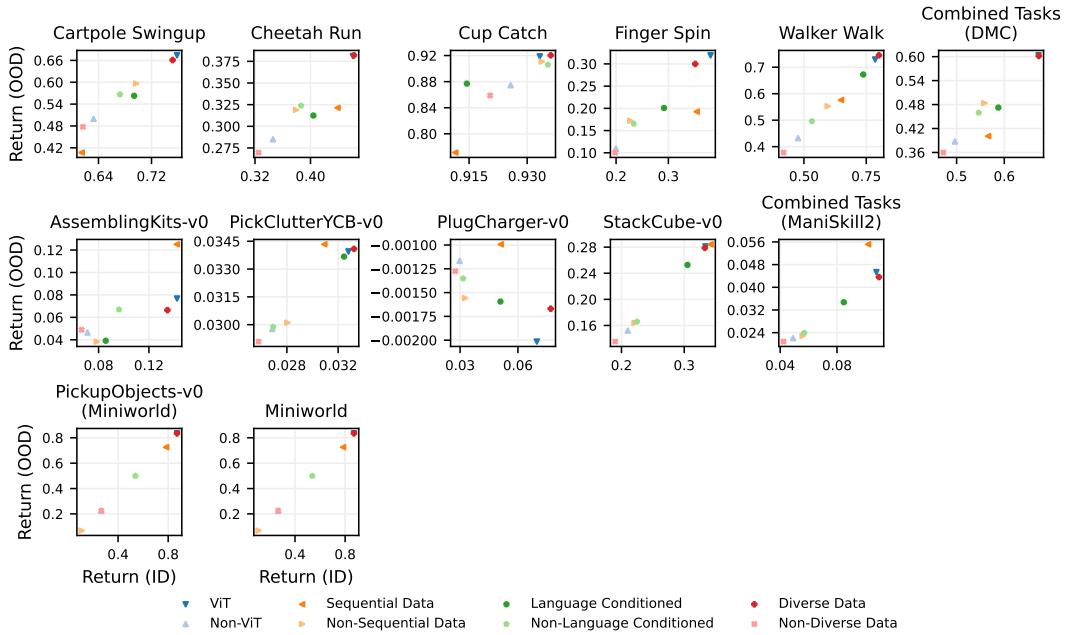 Cartpole Swingup
Cheetah Run
Cup Catch
Finger Spin
Walker Walk
Combined Tasks
(DMC)
Return (OOD)
0.66
0.60
0.54
0.48
0.42
0.64 0.72
0.375
0.350
0.325
0.300
0.275
0.32 0.40
0.92
0.88
0.84
0.80
0.915 0.930
0.30
0.25
0.20
0.15
0.10
0.2 0.3 0.4
0.7
0.6
0.5
0.4
0.50 0.75
0.60
0.54
0.48
0.42
0.36
0.5 0.6
AssemblingKits-v0
PickClutterYCB-v0
PlugCharger-v0
StackCube-v0
Combined Tasks
(ManiSkill2)
Return (OOD)
0.12
0.10
0.08
0.06
0.04
0.08 0.12
0.0345
0.0330
0.0315
0.0300
0.028 0.032
−0.00100
−0.00125
−0.00150
−0.00175
−0.00200
0.03 0.06
0.28
0.24
0.20
0.16
0.2 0.3
0.056
0.048
0.040
0.032
0.024
0.04 0.08
PickupObjects-v0
(Miniworld)
Miniworld
Return (OOD)
0.8
0.6
0.4
0.2
0.4 0.8
Return (ID)
0.8
0.6
0.4
0.2
0.4 0.8
Return (ID)
ViT
Non-ViT
Sequential Data
Non-Sequential Data
Language Conditioned
Non-Language Conditioned
Diverse Data
Non-Diverse Data